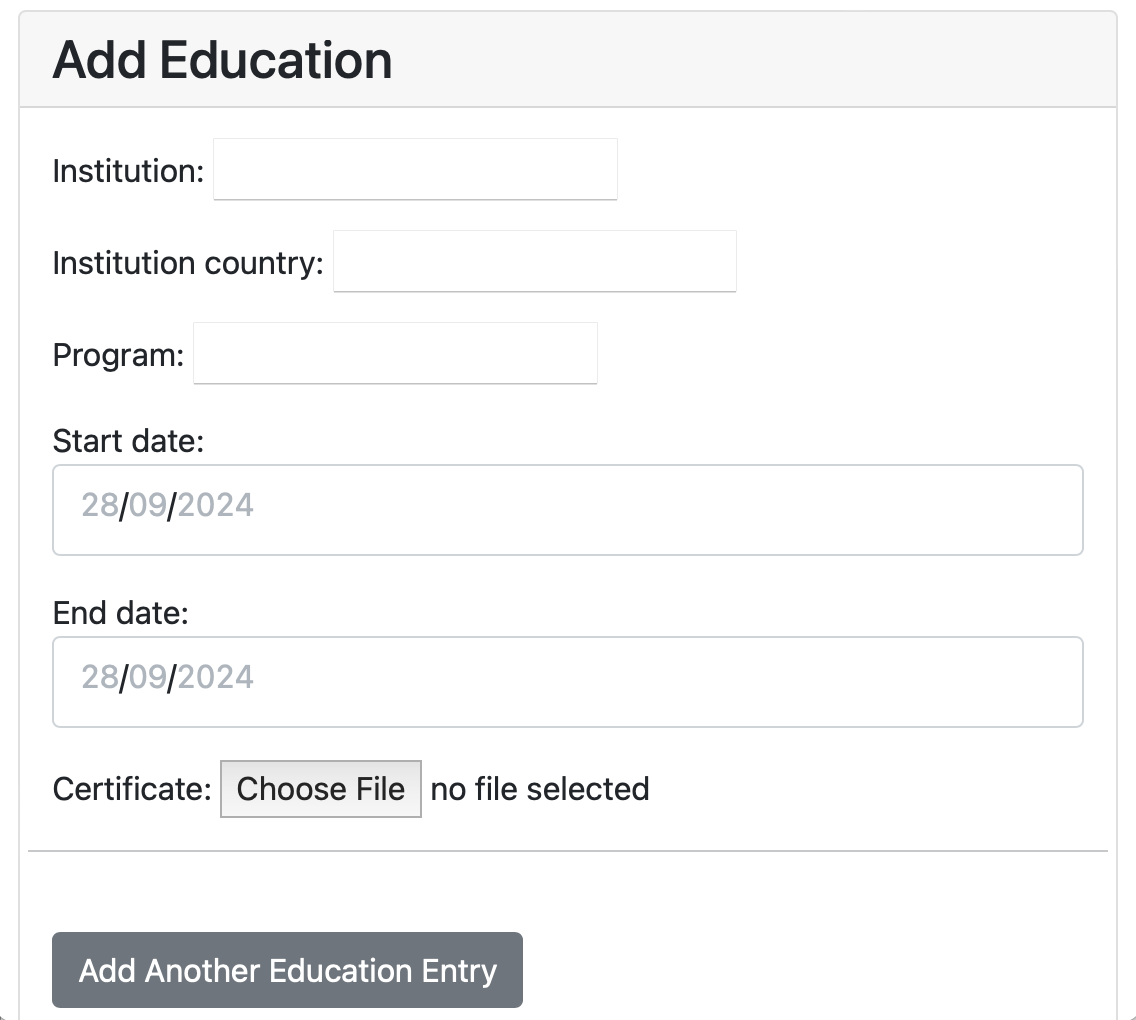 Add Education
Institution:
Institution country:
Program:
Start date:
28/09/2024
End date:
28/09/2024
Certificate: Choose File no file selected
Add Another Education Entry